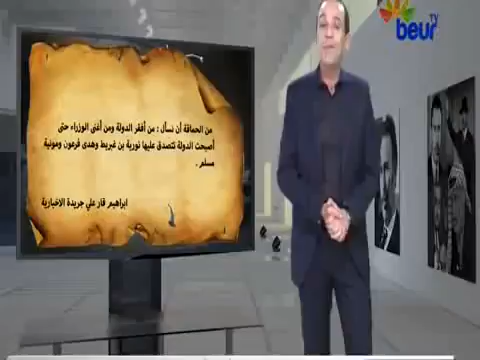 beur TV
من الحماقة أن نسأل : من أفقر الدولة ومن أغنى الوزراء حتى
أصبحت الدولة تتصدق عليها نورية بن غبريط وهدى فرعون ومونية
مسلم .
ابراهيم قار علي جريدة الاخبارية